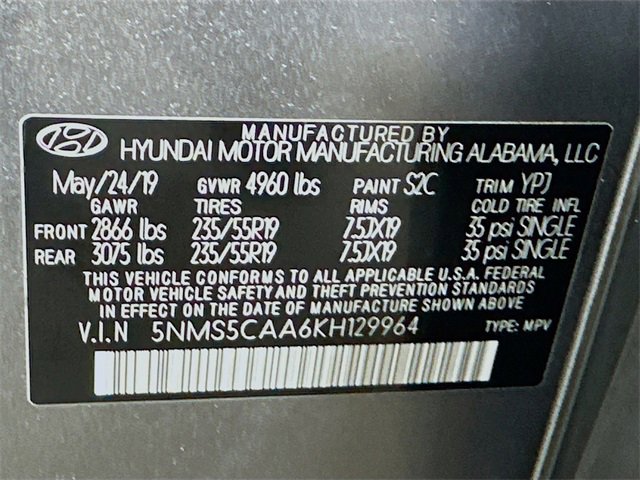 MANUFACTURED BY
HYUNDAI MOTOR MANUFACTURING ALABAMA, LLC
May/24/19 GVWR 4960 lbs PAINT S2C TRIM YPJ
GAWR TIRES RIMS COLD TIRE INFL
FRONT 2866 lbs 235/55R19 7.5JX19 35 psi SINGLE
REAR 3075 lbs 235/55R19 7.5JX19 35 psi SINGLE
THIS VEHICLE CONFORMS TO ALL APPLICABLE U.S.A. FEDERAL
MOTOR VEHICLE SAFETY AND THEFT PREVENTION STANDARDS
IN EFFECT ON THE DATE OF MANUFACTURE SHOWN ABOVE
V.I.N 5NMS5CAA6KH129964 TYPE: MPV